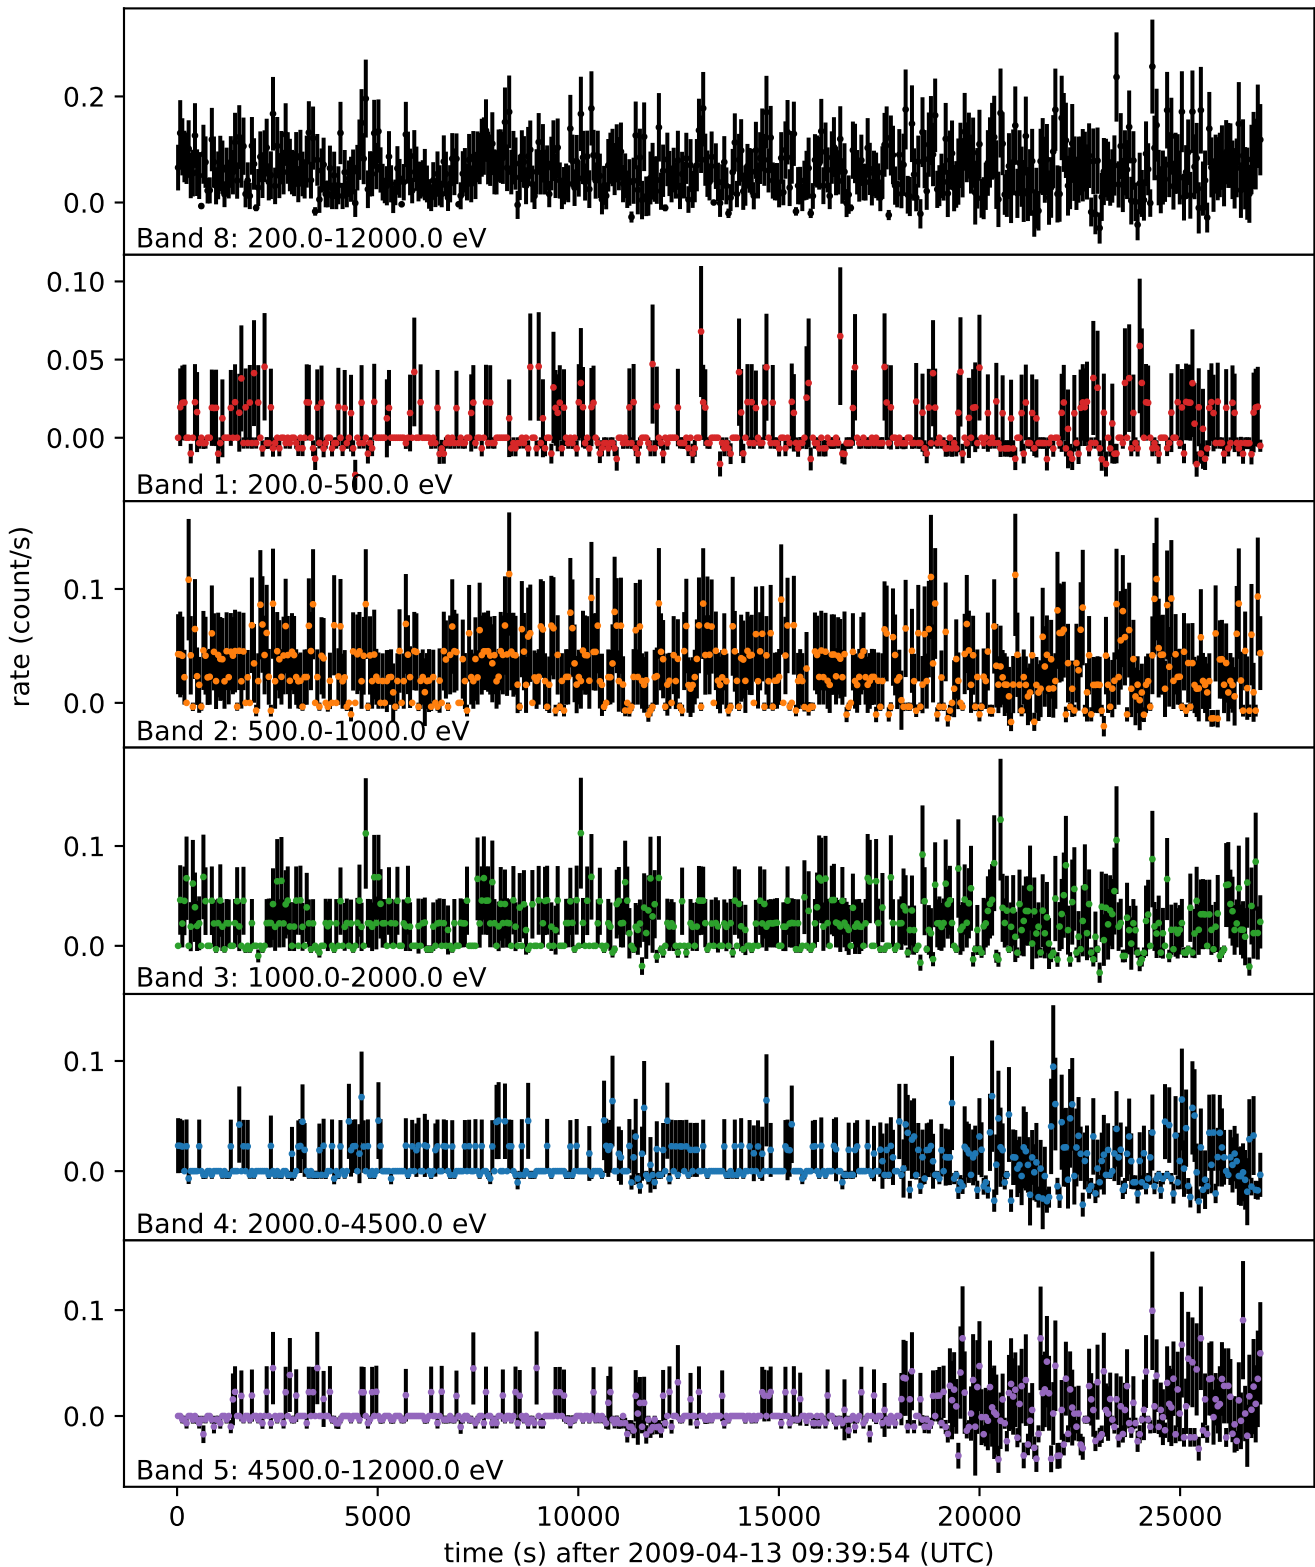 0.2
0.0
Band 8: 200.0-12000.0 eV
0.10
0.05
0.00
Band 1: 200.0-500.0 eV
0.1
0.0
Band 2: 500.0-1000.0 eV
rate (count/s)
0.1
0.0
Band 3: 1000.0-2000.0 eV
0.1
0.0
Band 4: 2000.0-4500.0 eV
0.1
0.0
Band 5: 4500.0-12000.0 eV
0 5000 10000 15000 20000 25000
time (s) after 2009-04-13 09:39:54 (UTC)